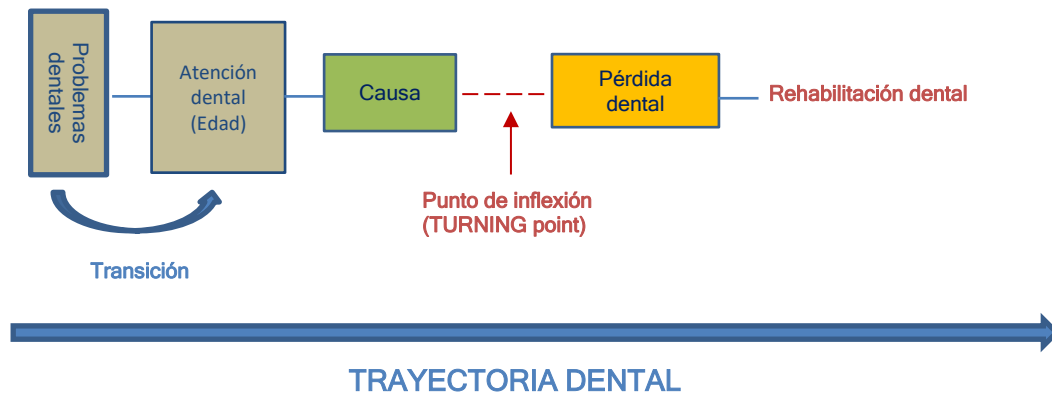 Problemas
dentales
Atención
dental
(Edad)
Causa
Pérdida
dental
Rehabilitación dental
Punto de inflexión
(TURNING point)
Transición
TRAYECTORIA DENTAL